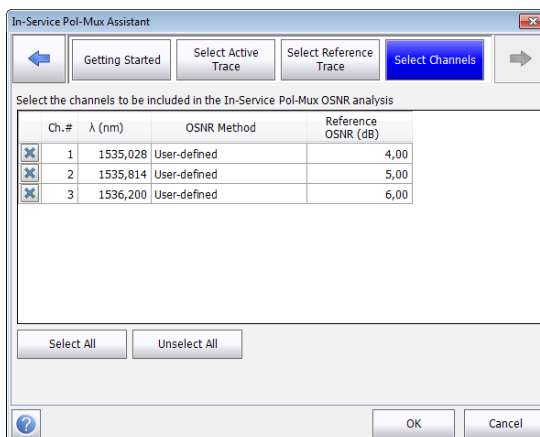 In-Service Pol-Mux Assistant
Getting Started
Select Active
Trace
Select Reference
Trace
Select Channels
Select the channels to be included in the In-Service Pol-Mux OSNR analysis
Ch.# λ (nm) OSNR Method Reference
OSNR (dB)
1 1535,028 User-defined 4,00
2 1535,814 User-defined 5,00
3 1536,200 User-defined 6,00
Select All Unselect All
? OK Cancel